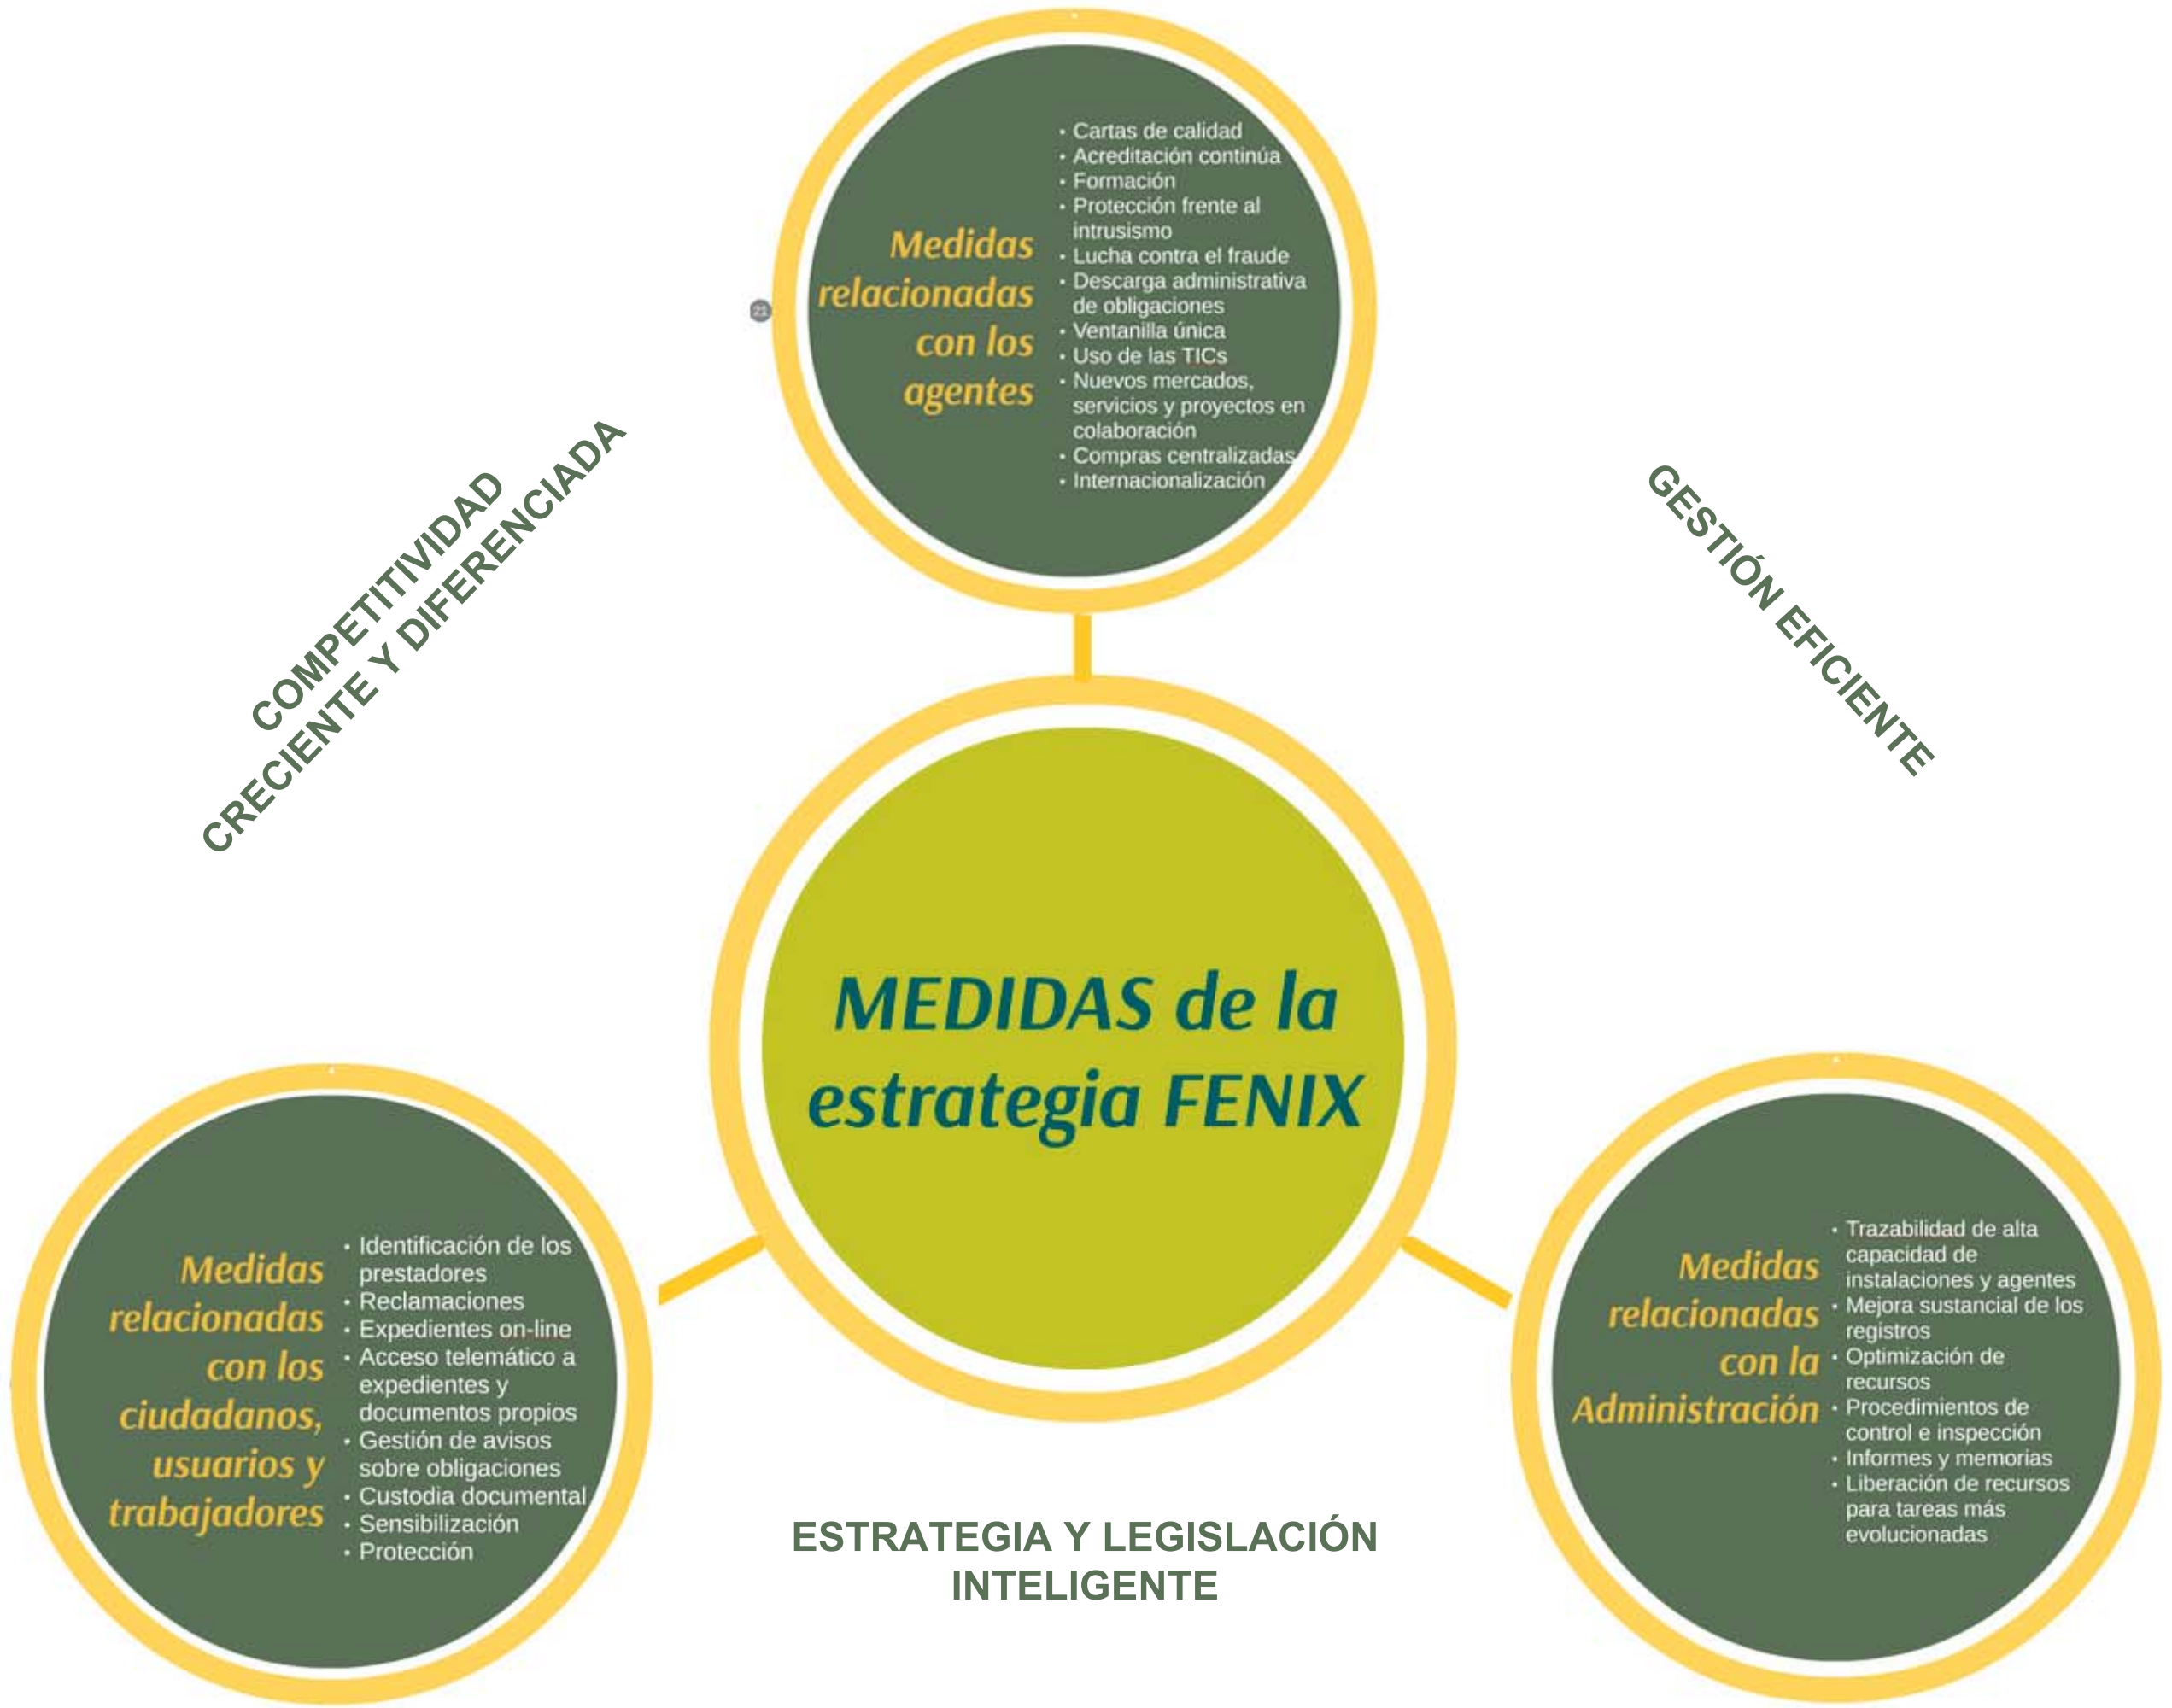 Medidas
relacionadas
con los
agentes
• Cartas de calidad
• Acreditación continúa
• Formación
• Protección frente al
intrusismo
• Lucha contra el fraude
• Descarga administrativa
de obligaciones
• Ventanilla única
• Uso de las TICs
• Nuevos mercados,
servicios y proyectos en
colaboración
• Compras centralizadas
• Internacionalización
21
COMPETITIVIDAD
CRECIENTE Y DIFERENCIADA
GESTIÓN EFICIENTE
MEDIDAS de la
estrategia FENIX
Medidas
relacionadas
con los
ciudadanos,
usuarios y
trabajadores
• Identificación de los
prestadores
• Reclamaciones
• Expedientes on-line
• Acceso telemático a
expedientes y
documentos propios
• Gestión de avisos
sobre obligaciones
• Custodia documental
• Sensibilización
• Protección
Medidas
relacionadas
con la
Administración
• Trazabilidad de alta
capacidad de
instalaciones y agentes
• Mejora sustancial de los
registros
• Optimización de
recursos
• Procedimientos de
control e inspección
• Informes y memorias
• Liberación de recursos
para tareas más
evolucionadas
ESTRATEGIA Y LEGISLACIÓN
INTELIGENTE